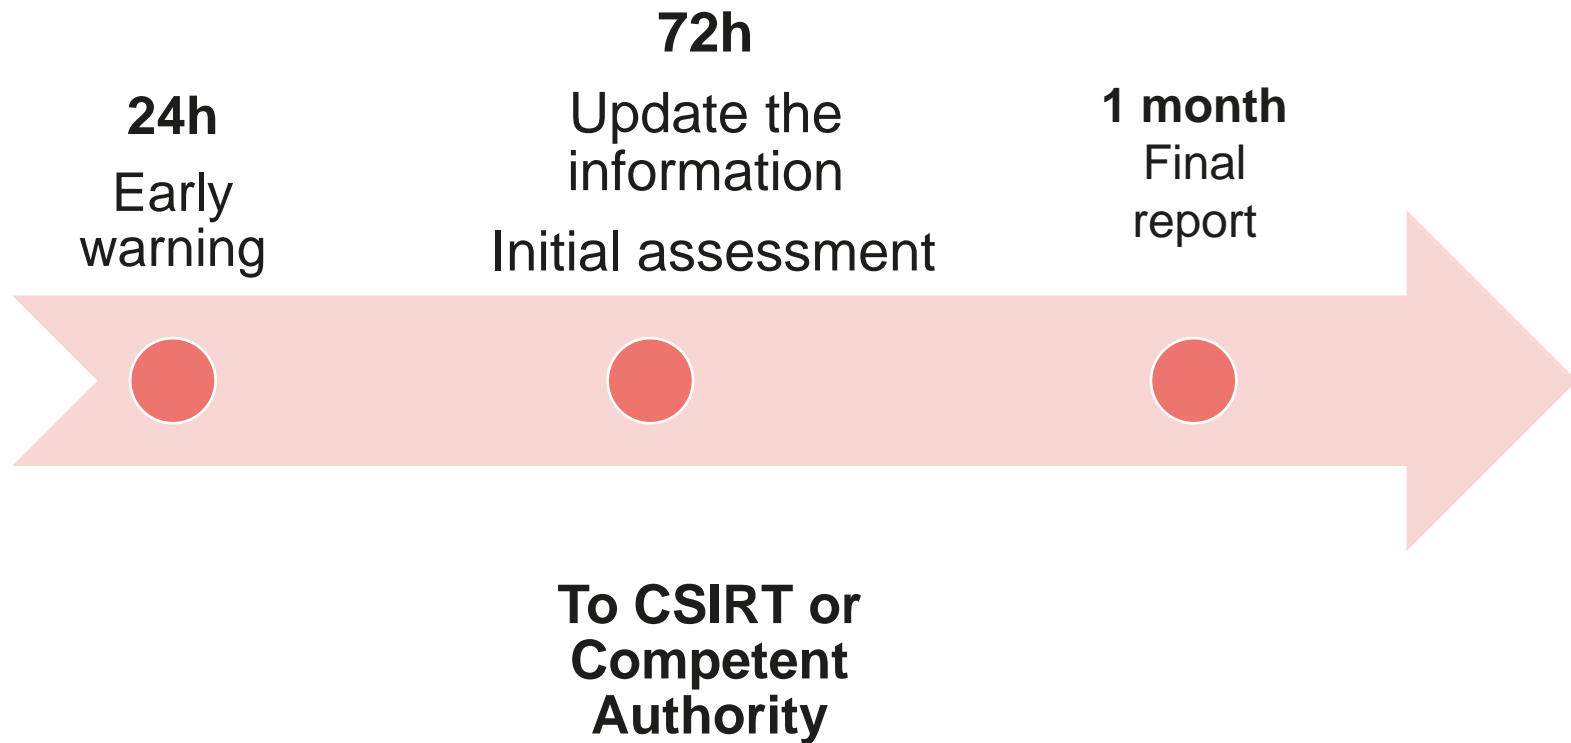 24h
Early
warning
72h
Update the
information
Initial assessment
1 month
Final
report
To CSIRT or
Competent
Authority